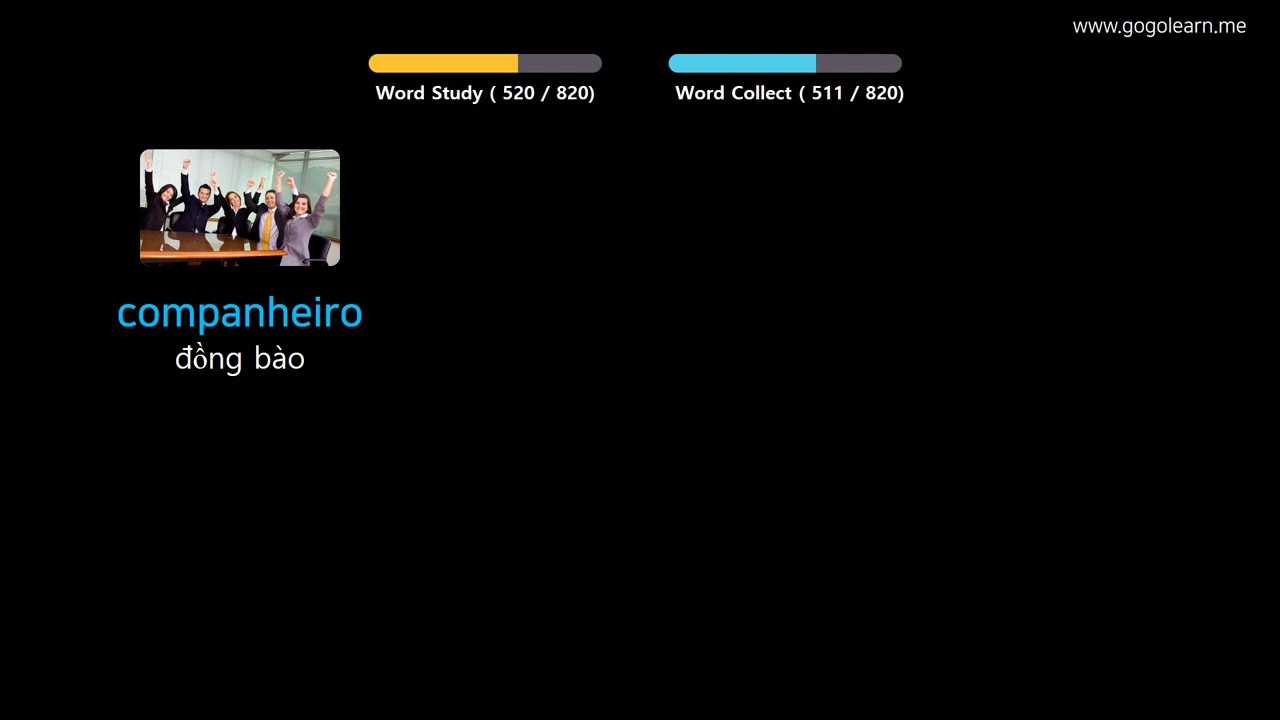 www.gogolearn.me
Word Study ( 520 / 820)
Word Collect ( 511 / 820)
companheiro
đồng bào